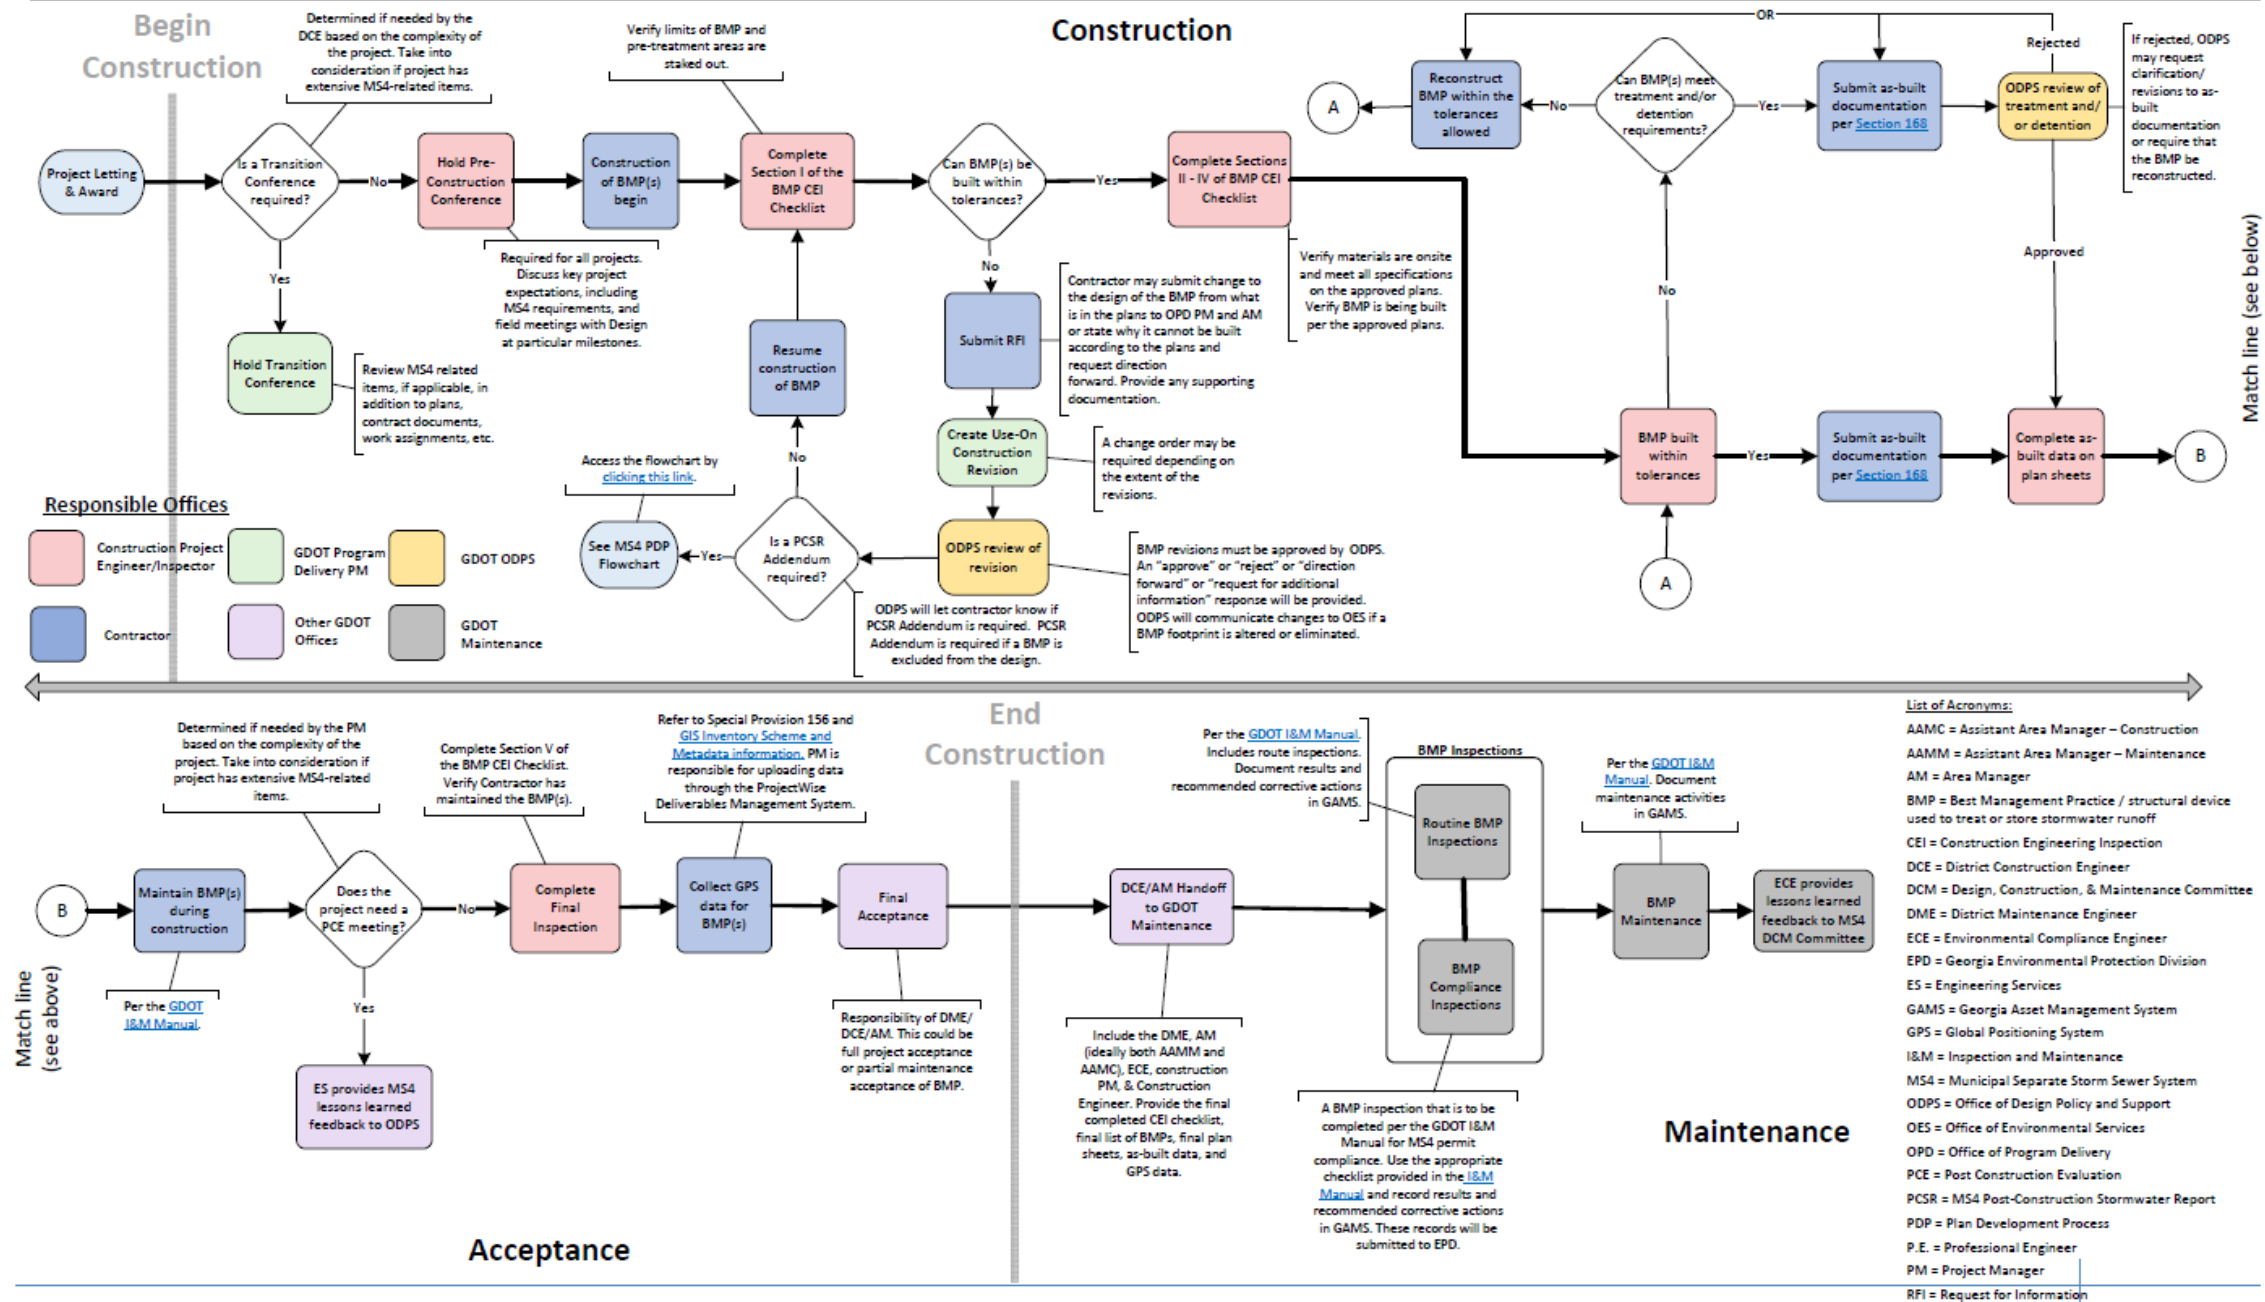 Begin
Construction
Determined if needed by the
DCE based on the complexity of
the project. Take into
consideration if project has
extensive MS4-related items.
Verify limits of BMP and
pre-treatment areas are
staked out.
Construction
OR
Rejected
If rejected, ODPS
may request
clarification/
revisions to as-
built
documentation
or require that
the BMP be
reconstructed.
Project Letting
& Award
Is a Transition
Conference
required?
No
Hold Pre-
Construction
Conference
Construction
of BMP(s)
begin
Complete
Section I of the
BMP CEI
Checklist
Can BMP(s) be
built within
tolerances?
Yes
Complete Sections
II - IV of BMP CEI
Checklist
A
Reconstruct
BMP within the
tolerances
allowed
No
Can BMP(s) meet
treatment and/or
detention
requirements?
Yes
Submit as-built
documentation
per Section 168
ODPS review of
treatment and/
or detention
Yes
Hold Transition
Conference
Review MS4 related
items, if applicable, in
addition to plans,
contract documents,
work assignments, etc.
Required for all projects.
Discuss key project
expectations, including
MS4 requirements, and
field meetings with Design
at particular milestones.
Resume
construction
of BMP
No
Submit RFI
Contractor may submit change to
the design of the BMP from what
is in the plans to OPD PM and AM
or state why it cannot be built
according to the plans and
request direction
forward. Provide any supporting
documentation.
Verify materials are onsite
and meet all specifications
on the approved plans.
Verify BMP is being built
per the approved plans.
No
Approved
Match line (see below)
Create Use-On
Construction
Revision
A change order may be
required depending on
the extent of the
revisions.
BMP built
within
tolerances
Yes
Submit as-built
documentation
per Section 168
Complete as-
built data on
plan sheets
B
A
Access the flowchart by
clicking this link.
No
See MS4 PDP
Flowchart
Yes
Is a PCSR
Addendum
required?
ODPS review of
revision
BMP revisions must be approved by ODPS.
An “approve” or “reject” or “direction
forward” or “request for additional
information” response will be provided.
ODPS will communicate changes to OES if a
BMP footprint is altered or eliminated.
ODPS will let contractor know if
PCSR Addendum is required. PCSR
Addendum is required if a BMP is
excluded from the design.
Responsible Offices
Construction Project
Engineer/Inspector
GDOT Program
Delivery PM
GDOT ODPS
Contractor
Other GDOT
Offices
GDOT
Maintenance
Match line
(see above)
B
Maintain BMP(s)
during
construction
Per the GDOT
I&M Manual.
Determined if needed by the PM
based on the complexity of the
project. Take into consideration if
project has extensive MS4-related
items.
Does the
project need a
PCE meeting?
No
Yes
ES provides MS4
lessons learned
feedback to ODPS
Complete Section V of
the BMP CEI Checklist.
Verify Contractor has
maintained the BMP(s).
Complete
Final
Inspection
Refer to Special Provision 156 and
GIS Inventory Scheme and
Metadata information. PM is
responsible for uploading data
through the ProjectWise
Deliverables Management System.
Collect GPS
data for
BMP(s)
Final
Acceptance
Responsibility of DME/
DCE/AM. This could be
full project acceptance
or partial maintenance
acceptance of BMP.
Acceptance
End
Construction
DCE/AM Handoff
to GDOT
Maintenance
Include the DME, AM
(ideally both AAMM and
AAMC), ECE, construction
PM, & Construction
Engineer. Provide the final
completed CEI checklist,
final list of BMPs, final plan
sheets, as-built data, and
GPS data.
Per the GDOT I&M Manual.
Includes route inspections.
Document results and
recommended corrective actions
in GAMS.
BMP Inspections
Routine BMP
Inspections
BMP
Compliance
Inspections
A BMP inspection that is to be
completed per the GDOT I&M
Manual for MS4 permit
compliance. Use the appropriate
checklist provided in the I&M
Manual and record results and
recommended corrective actions
in GAMS. These records will be
submitted to EPD.
Per the GDOT I&M
Manual. Document
maintenance activities
in GAMS.
BMP
Maintenance
ECE provides
lessons learned
feedback to MS4
DCM Committee
Maintenance
List of Acronyms:
AAMC = Assistant Area Manager – Construction
AAMM = Assistant Area Manager – Maintenance
AM = Area Manager
BMP = Best Management Practice / structural device
used to treat or store stormwater runoff
CEI = Construction Engineering Inspection
DCE = District Construction Engineer
DCM = Design, Construction, & Maintenance Committee
DME = District Maintenance Engineer
ECE = Environmental Compliance Engineer
EPD = Georgia Environmental Protection Division
ES = Engineering Services
GAMS = Georgia Asset Management System
GPS = Global Positioning System
I&M = Inspection and Maintenance
MS4 = Municipal Separate Storm Sewer System
ODPS = Office of Design Policy and Support
OES = Office of Environmental Services
OPD = Office of Program Delivery
PCE = Post Construction Evaluation
PCSR = MS4 Post-Construction Stormwater Report
PDP = Plan Development Process
P.E. = Professional Engineer
PM = Project Manager
RFI = Request for Information